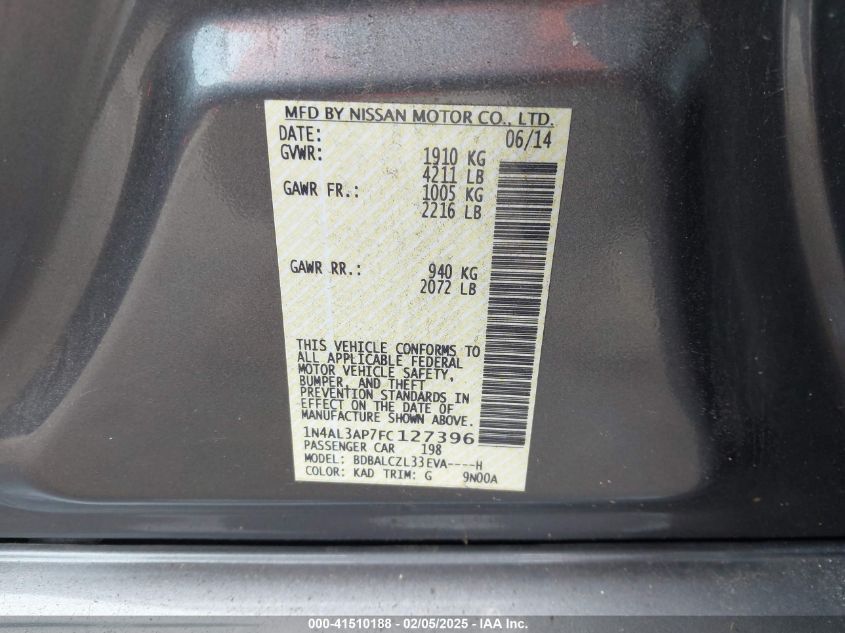 MFD BY NISSAN MOTOR CO., LTD.
DATE: 06/14
GVWR: 1910 KG
4211 LB
GAWR FR.: 1005 KG
2216 LB
GAWR RR.: 940 KG
2072 LB
THIS VEHICLE CONFORMS TO
ALL APPLICABLE FEDERAL
MOTOR VEHICLE SAFETY,
BUMPER, AND THEFT
PREVENTION STANDARDS IN
EFFECT ON THE DATE OF
MANUFACTURE SHOWN ABOVE.
1N4AL3AP7FC127396
PASSENGER CAR 198
MODEL: BDBALCZL33EVA----H
COLOR: KAD TRIM: G 9N00A
000-41510188 - 02/05/2025 - IAA Inc.